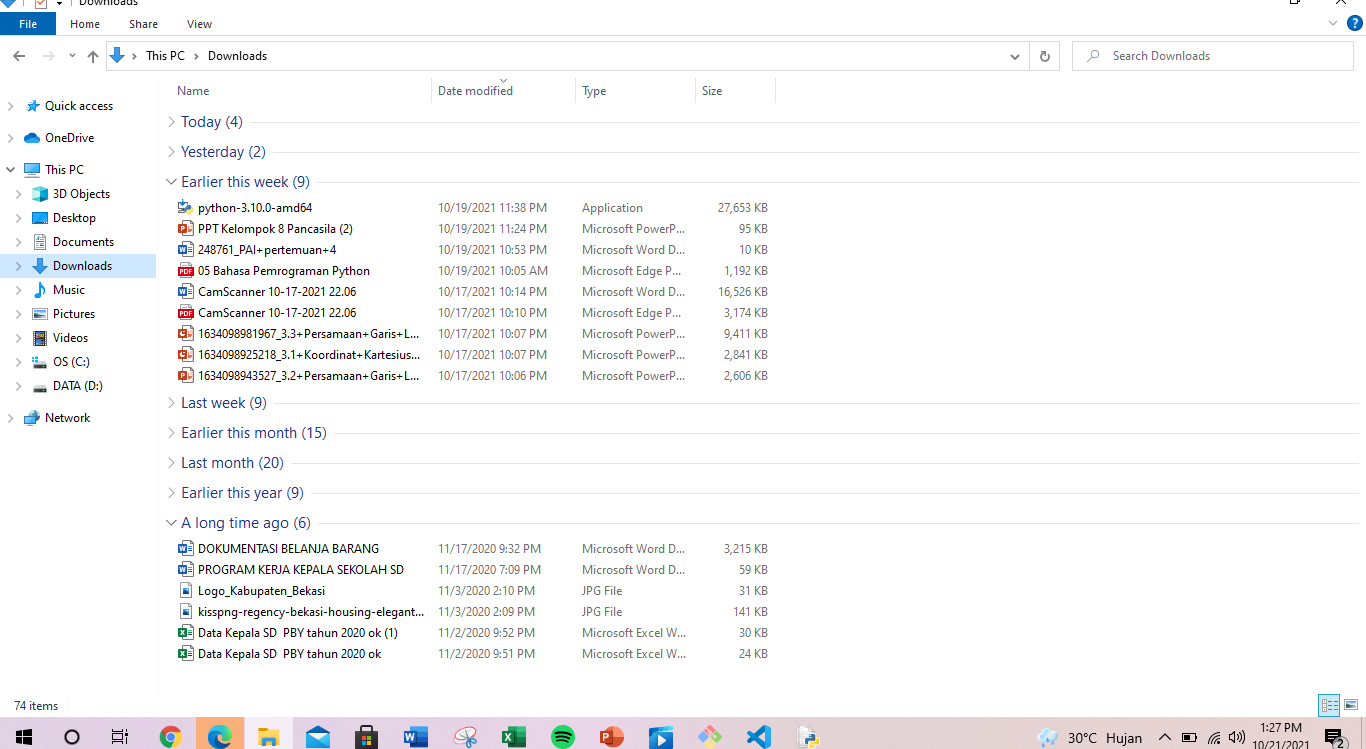 Downloads
File Home Share View
This PC Downloads Search Downloads
Name Date modified Type Size
Quick access
OneDrive
This PC
3D Objects
Desktop
Documents
Downloads
Music
Pictures
Videos
OS (C:)
DATA (D:)
Network
Today (4)
Yesterday (2)
Earlier this week (9)
python-3.10.0-amd64 10/19/2021 11:38 PM Application 27,653 KB
PPT Kelompok 8 Pancasila (2) 10/19/2021 11:24 PM Microsoft PowerP... 95 KB
248761_PAI+pertemuan+4 10/19/2021 10:53 PM Microsoft Word D... 10 KB
05 Bahasa Pemrograman Python 10/19/2021 10:05 AM Microsoft Edge P... 1,192 KB
CamScanner 10-17-2021 22.06 10/17/2021 10:14 PM Microsoft Word D... 16,526 KB
CamScanner 10-17-2021 22.06 10/17/2021 10:10 PM Microsoft Edge P... 3,174 KB
1634098981967_3.3+Persamaan+Garis+L... 10/17/2021 10:07 PM Microsoft PowerP... 9,411 KB
1634098925218_3.1+Koordinat+Kartesius... 10/17/2021 10:07 PM Microsoft PowerP... 2,841 KB
1634098943527_3.2+Persamaan+Garis+L... 10/17/2021 10:06 PM Microsoft PowerP... 2,606 KB
Last week (9)
Earlier this month (15)
Last month (20)
Earlier this year (9)
A long time ago (6)
DOKUMENTASI BELANJA BARANG 11/17/2020 9:32 PM Microsoft Word D... 3,215 KB
PROGRAM KERJA KEPALA SEKOLAH SD 11/17/2020 7:09 PM Microsoft Word D... 59 KB
Logo_Kabupaten_Bekasi 11/3/2020 2:10 PM JPG File 31 KB
kisspng-regency-bekasi-housing-elegant... 11/3/2020 2:09 PM JPG File 141 KB
Data Kepala SD  PBY tahun 2020 ok (1) 11/2/2020 9:52 PM Microsoft Excel W... 30 KB
Data Kepala SD  PBY tahun 2020 ok 11/2/2020 9:51 PM Microsoft Excel W... 24 KB
74 items
30°C Hujan 1:27 PM
10/21/2021 2